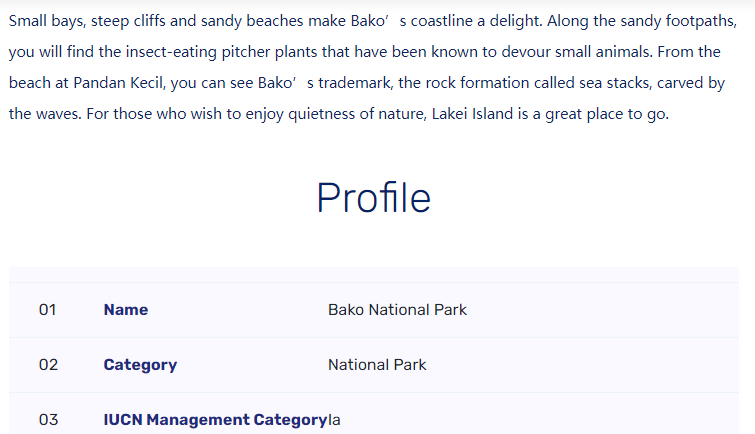 Small bays, steep cliffs and sandy beaches make Bako’s coastline a delight. Along the sandy footpaths,
you will find the insect-eating pitcher plants that have been known to devour small animals. From the
beach at Pandan Kecil, you can see Bako’s trademark, the rock formation called sea stacks, carved by
the waves. For those who wish to enjoy quietness of nature, Lakei Island is a great place to go.
Profile
01 Name Bako National Park
02 Category National Park
03 IUCN Management Category Ia